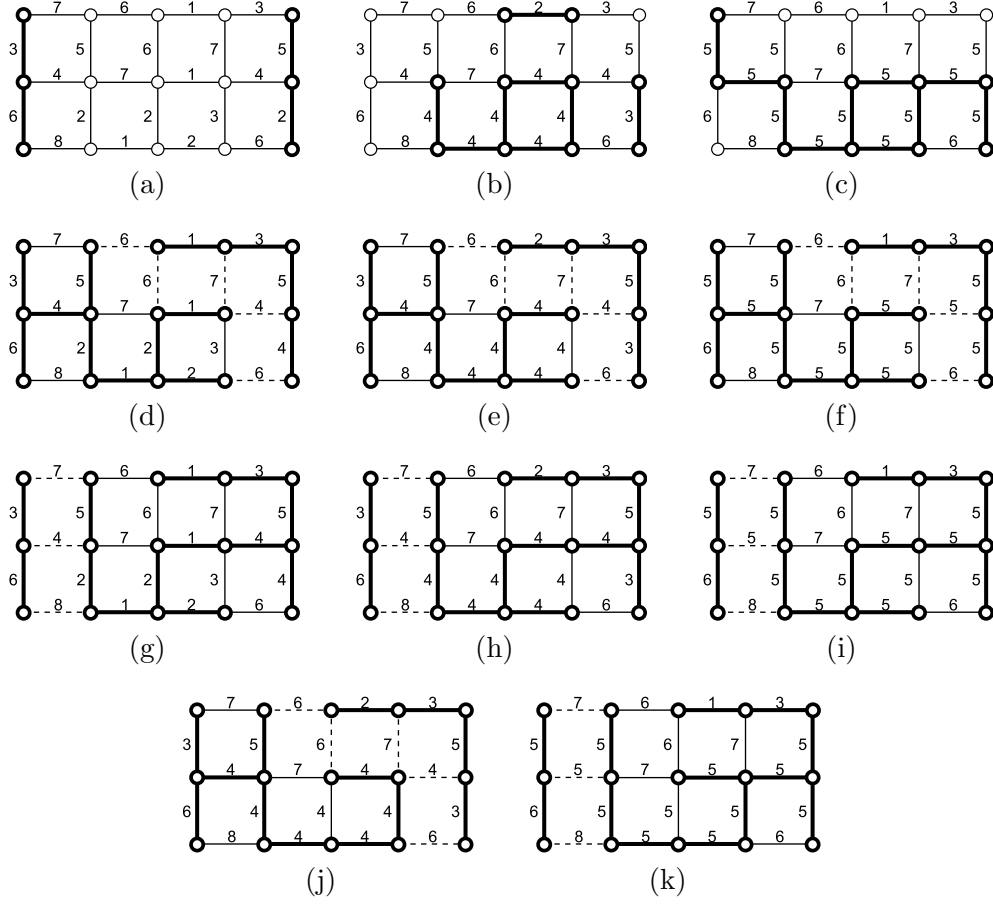 7 6 1 3 7 6 2 3 7 6 1 3
3 5 6 7 5 3 5 6 7 5 5 5 6 7 5
4 7 1 4 4 7 4 4 5 7 5 5
6 2 2 3 2 6 4 4 4 3 6 5 5 5 2
8 1 2 6 8 4 4 6 8 5 5 6
(a) (b) (c)
7 6 1 3 7 6 2 3 7 6 1 3
3 5 6 7 5 3 5 6 7 5 5 5 6 7 5
4 7 1 4 4 7 4 4 5 7 5 5
6 2 2 3 4 6 4 4 4 3 6 5 5 5 5
8 1 2 6 8 4 4 6 8 5 5 6
(d) (e) (f)
7 6 1 3 7 6 2 3 7 6 1 3
3 5 6 7 5 3 5 6 7 5 5 5 6 7 5
4 7 1 4 4 7 4 4 5 7 5 5
6 2 2 3 4 6 4 4 4 3 6 5 5 5 5
8 1 2 6 8 4 4 6 8 5 5 6
(g) (h) (i)
7 6 2 3 7 6 1 3
3 5 6 7 5 5 5 6 7 5
4 7 4 4 5 7 5 5
6 4 4 4 3 6 5 5 5 5
8 4 4 6 8 5 5 6
(j) (k)